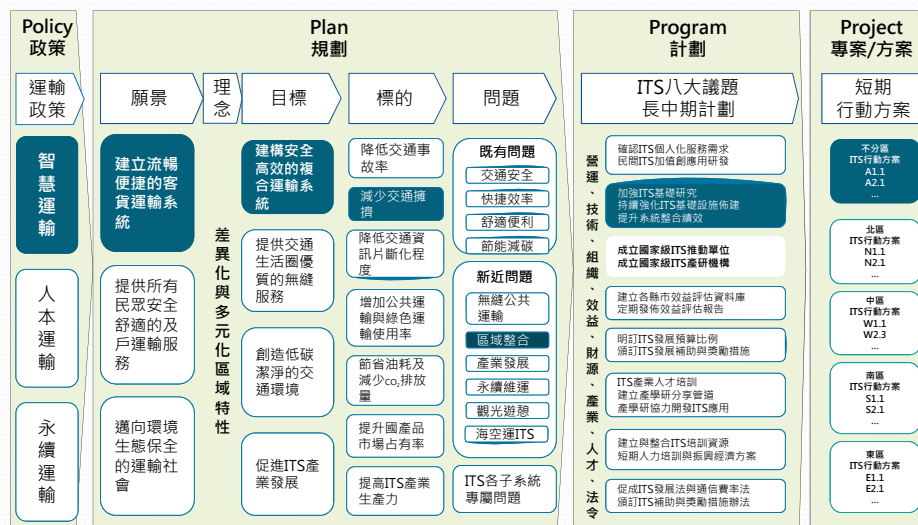 Policy
政策
運輸
政策
智
慧
運
輸
人
本
運
輸
永
續
運
輸
Plan
規劃
願景
建立流暢
便捷的客
貨運輸系
統
提供所有
民眾安全
舒適的及
戶運輸服
務
邁向環境
生態保全
的運輸社
會
理
念
差
異
化
與
多
元
化
區
域
特
性
目標
建構安全
高效的複
合運輸系
統
提供交通
生活圈優
質的無縫
服務
創造低碳
潔淨的交
通環境
促進ITS產
業發展
標的
降低交通事
故率
減少交通擁
擠
降低交通資
訊片斷化程
度
增加公共運
輸與綠色運
輸使用率
節省油耗及
減少co₂排放
量
提升國產品
市場占有率
提高ITS產業
生產力
問題
既有問題
交通安全
快捷效率
舒適便利
節能減碳
新近問題
無縫公共
運輸
區域整合
產業發展
永續維運
觀光遊憩
海空運ITS
ITS各子系統
專屬問題
Program
計劃
ITS八大議題
長中期計劃
營
運
、
技
術
、
組
織
、
效
益
、
財
源
、
產
業
、
人
才
、
法
令
確認ITS個人化服務需求
民間ITS加值創應用研發
加強ITS基礎研究
持續強化ITS基礎設施佈建
提升系統整合績效
成立國家級ITS推動單位
成立國家級ITS產研機構
建立各縣市效益評估資料庫
定期發佈效益評估報告
明訂ITS發展預算比例
頒訂ITS發展補助與獎勵措施
ITS產業人才培訓
建立產學研分享管道
產學研協力開發ITS應用
建立與整合ITS培訓資源
短期人力培訓與振興經濟方案
促成ITS發展法與通信費率法
頒訂ITS補助與獎勵措施辦法
Project
專案/方案
短期
行動方案
不分區
ITS行動方案
A1.1
A2.1
...
北區
ITS行動方案
N1.1
N2.1
...
中區
ITS行動方案
W1.1
W2.3
...
南區
ITS行動方案
S1.1
S2.1
...
東區
ITS行動方案
E1.1
E2.1
...